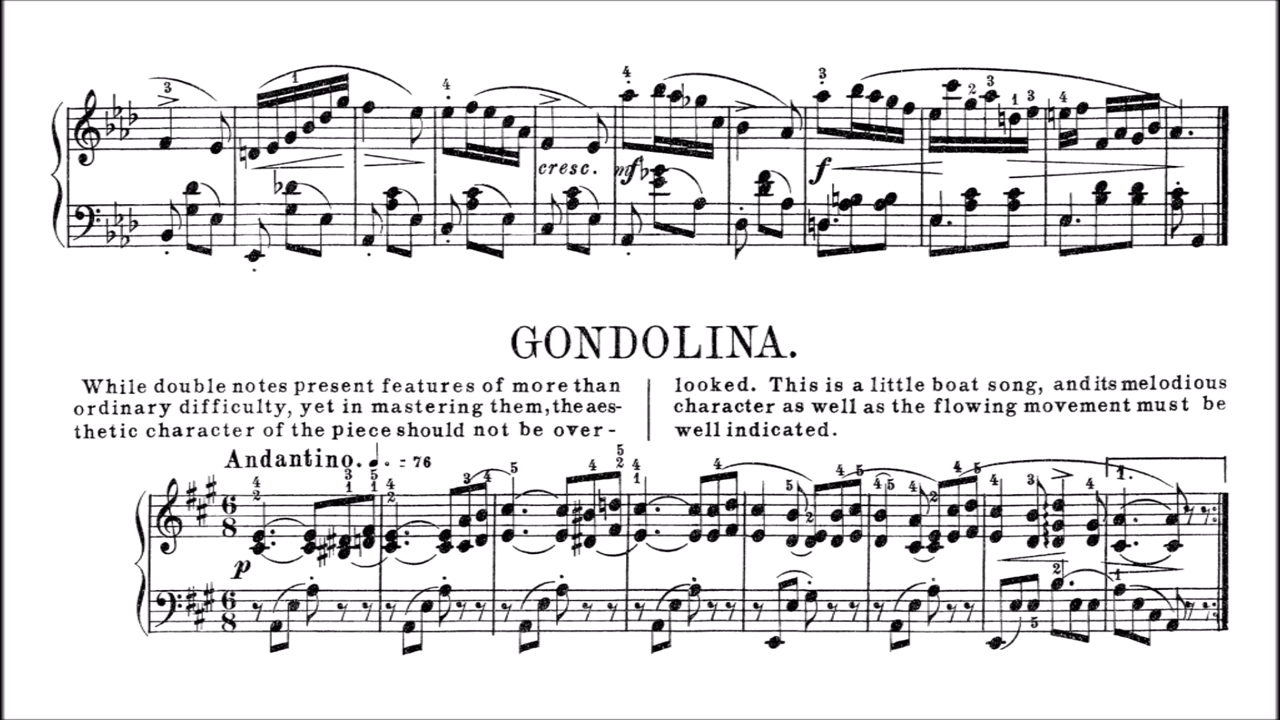 cresc. mf f
GONDOLINA.
While double notes present features of more than
ordinary difficulty, yet in mastering them, the aes-
thetic character of the piece should not be over-
looked. This is a little boat song, and its melodious
character as well as the flowing movement must be
well indicated.
Andantino. ♩. = 76
1.
p